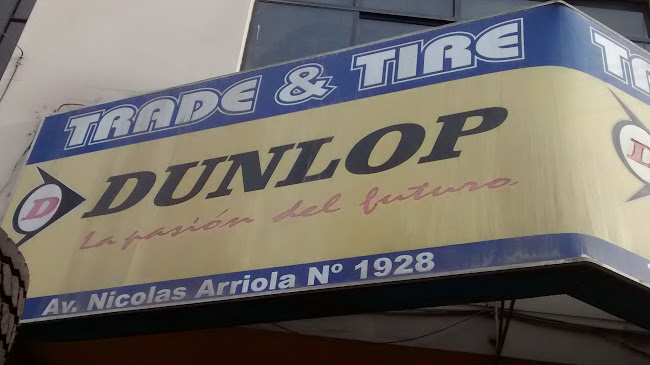 TRADE & TIRE
D DUNLOP
La pasión del futuro
Av. Nicolas Arriola Nº 1928